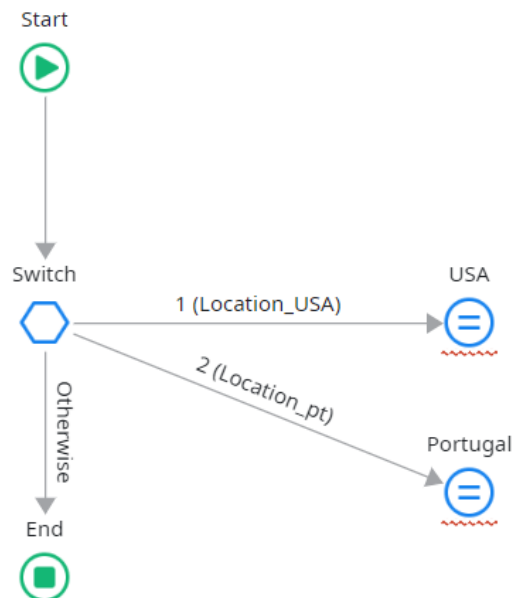 Start
Switch
1 (Location_USA)
USA
2 (Location_pt)
Otherwise
Portugal
End